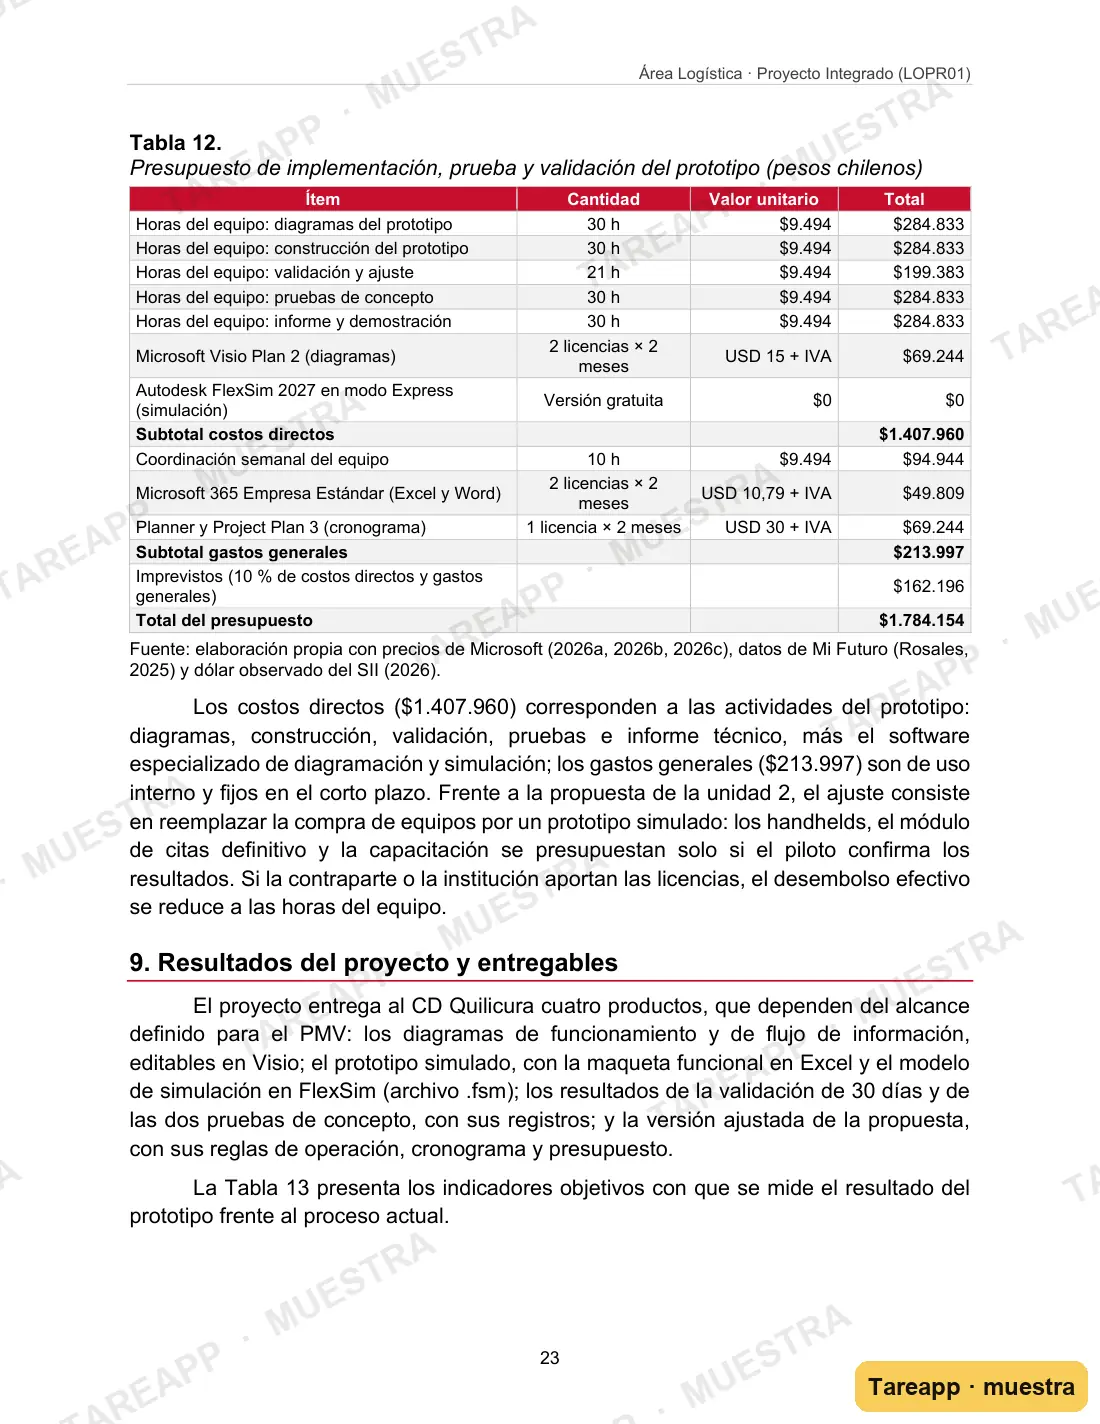 Área Logística · Proyecto Integrado (LOPR01)
Tabla 12.
Presupuesto de implementación, prueba y validación del prototipo (pesos chilenos)
Ítem Cantidad Valor unitario Total
Horas del equipo: diagramas del prototipo 30 h $9.494 $284.833
Horas del equipo: construcción del prototipo 30 h $9.494 $284.833
Horas del equipo: validación y ajuste 21 h $9.494 $199.383
Horas del equipo: pruebas de concepto 30 h $9.494 $284.833
Horas del equipo: informe y demostración 30 h $9.494 $284.833
Microsoft Visio Plan 2 (diagramas) 2 licencias × 2 meses USD 15 + IVA $69.244
Autodesk FlexSim 2027 en modo Express (simulación) Versión gratuita $0 $0
Subtotal costos directos $1.407.960
Coordinación semanal del equipo 10 h $9.494 $94.944
Microsoft 365 Empresa Estándar (Excel y Word) 2 licencias × 2 meses USD 10,79 + IVA $49.809
Planner y Project Plan 3 (cronograma) 1 licencia × 2 meses USD 30 + IVA $69.244
Subtotal gastos generales $213.997
Imprevistos (10 % de costos directos y gastos generales) $162.196
Total del presupuesto $1.784.154
Fuente: elaboración propia con precios de Microsoft (2026a, 2026b, 2026c), datos de Mi Futuro (Rosales,
2025) y dólar observado del SII (2026).
Los costos directos ($1.407.960) corresponden a las actividades del prototipo:
diagramas, construcción, validación, pruebas e informe técnico, más el software
especializado de diagramación y simulación; los gastos generales ($213.997) son de uso
interno y fijos en el corto plazo. Frente a la propuesta de la unidad 2, el ajuste consiste
en reemplazar la compra de equipos por un prototipo simulado: los handhelds, el módulo
de citas definitivo y la capacitación se presupuestan solo si el piloto confirma los
resultados. Si la contraparte o la institución aportan las licencias, el desembolso efectivo
se reduce a las horas del equipo.
9. Resultados del proyecto y entregables
El proyecto entrega al CD Quilicura cuatro productos, que dependen del alcance
definido para el PMV: los diagramas de funcionamiento y de flujo de información,
editables en Visio; el prototipo simulado, con la maqueta funcional en Excel y el modelo
de simulación en FlexSim (archivo .fsm); los resultados de la validación de 30 días y de
las dos pruebas de concepto, con sus registros; y la versión ajustada de la propuesta,
con sus reglas de operación, cronograma y presupuesto.
La Tabla 13 presenta los indicadores objetivos con que se mide el resultado del
prototipo frente al proceso actual.
23
Tareapp · muestra
TAREAPP · MUESTRA